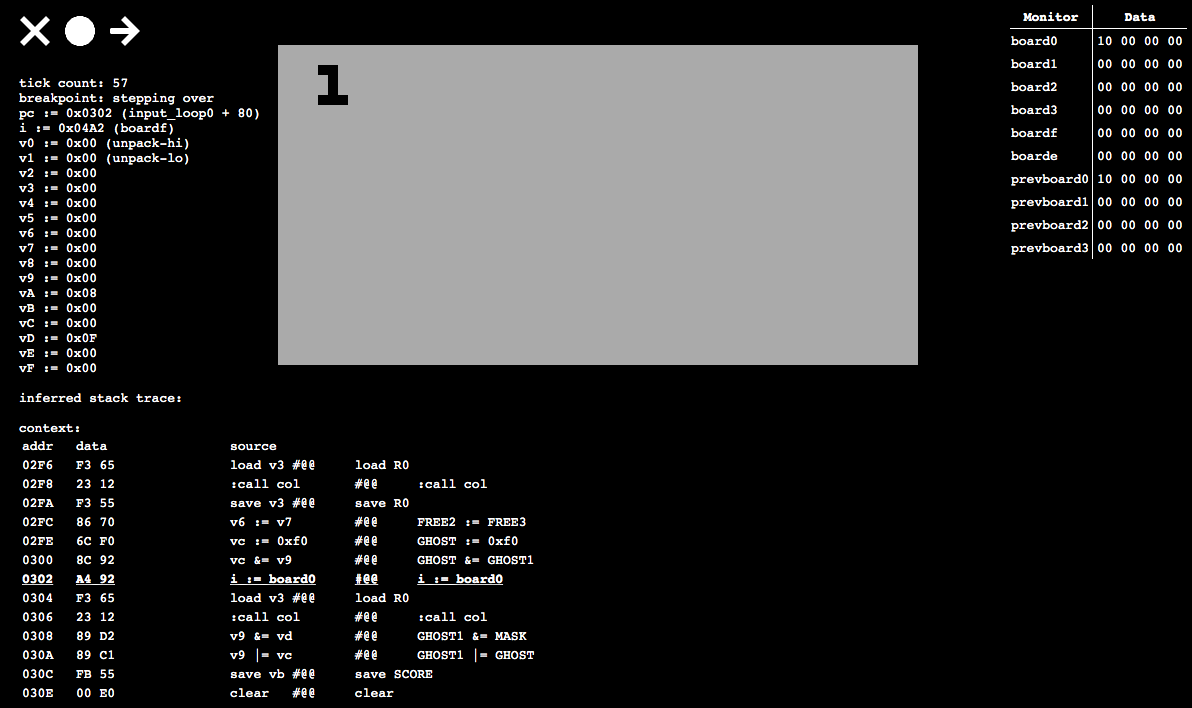 1
tick count: 57
breakpoint: stepping over
pc := 0x0302 (input_loop0 + 80)
i := 0x04A2 (boardf)
v0 := 0x00 (unpack-hi)
v1 := 0x00 (unpack-lo)
v2 := 0x00
v3 := 0x00
v4 := 0x00
v5 := 0x00
v6 := 0x00
v7 := 0x00
v8 := 0x00
v9 := 0x00
vA := 0x08
vB := 0x00
vC := 0x00
vD := 0x0F
vE := 0x00
vF := 0x00
inferred stack trace:
context:
addr data source
02F6 F3 65 load v3 #@@ load R0
02F8 23 12 :call col #@@ :call col
02FA F3 55 save v3 #@@ save R0
02FC 86 70 v6 := v7 #@@ FREE2 := FREE3
02FE 6C F0 vc := 0xf0 #@@ GHOST := 0xf0
0300 8C 92 vc &= v9 #@@ GHOST &= GHOST1
0302 A4 92 i := board0 #@@ i := board0
0304 F3 65 load v3 #@@ load R0
0306 23 12 :call col #@@ :call col
0308 89 D2 v9 &= vd #@@ GHOST1 &= MASK
030A 89 C1 v9 |= vc #@@ GHOST1 |= GHOST
030C FB 55 save vb #@@ save SCORE
030E 00 E0 clear #@@ clear
Monitor Data
board0 10 00 00 00
board1 00 00 00 00
board2 00 00 00 00
board3 00 00 00 00
boardf 00 00 00 00
boarde 00 00 00 00
prevboard0 10 00 00 00
prevboard1 00 00 00 00
prevboard2 00 00 00 00
prevboard3 00 00 00 00